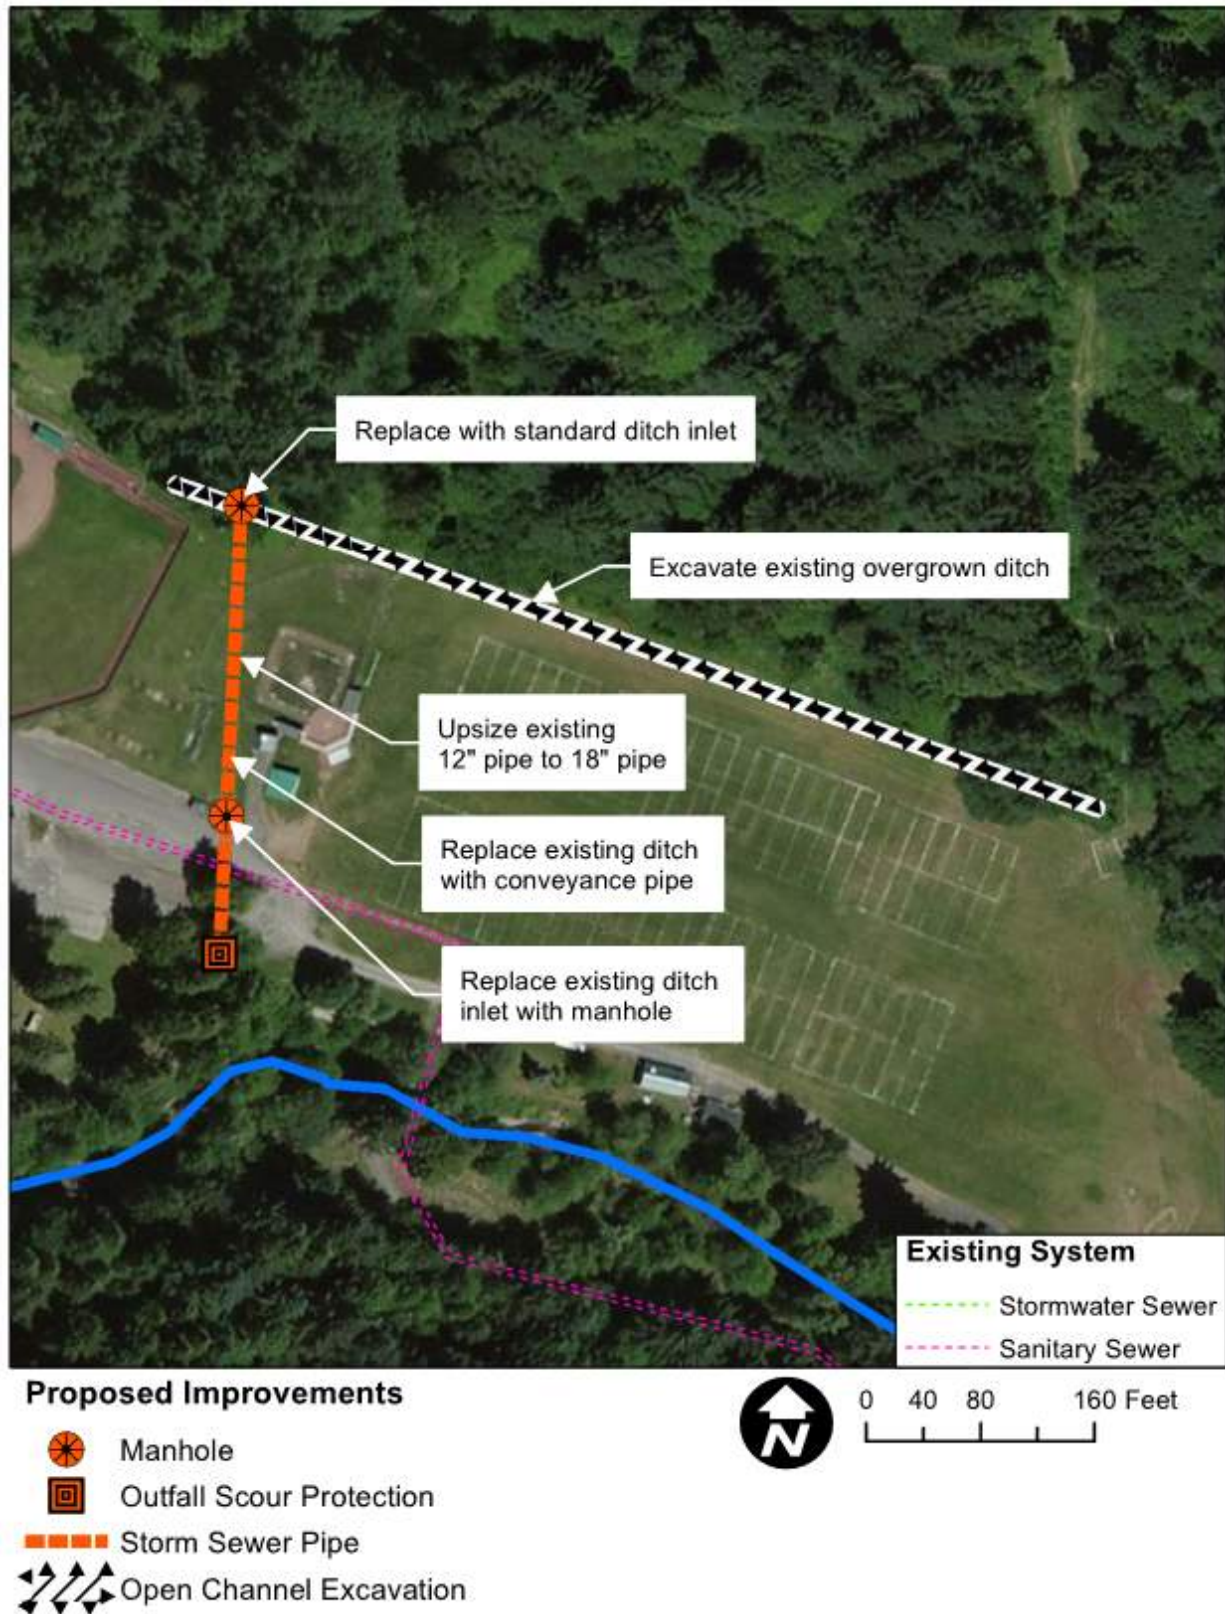 Replace with standard ditch inlet
Excavate existing overgrown ditch
Upsize existing
12" pipe to 18" pipe
Replace existing ditch
with conveyance pipe
Replace existing ditch
inlet with manhole
Existing System
Stormwater Sewer
Sanitary Sewer
Proposed Improvements
Manhole
Outfall Scour Protection
Storm Sewer Pipe
Open Channel Excavation
N
0 40 80 160 Feet